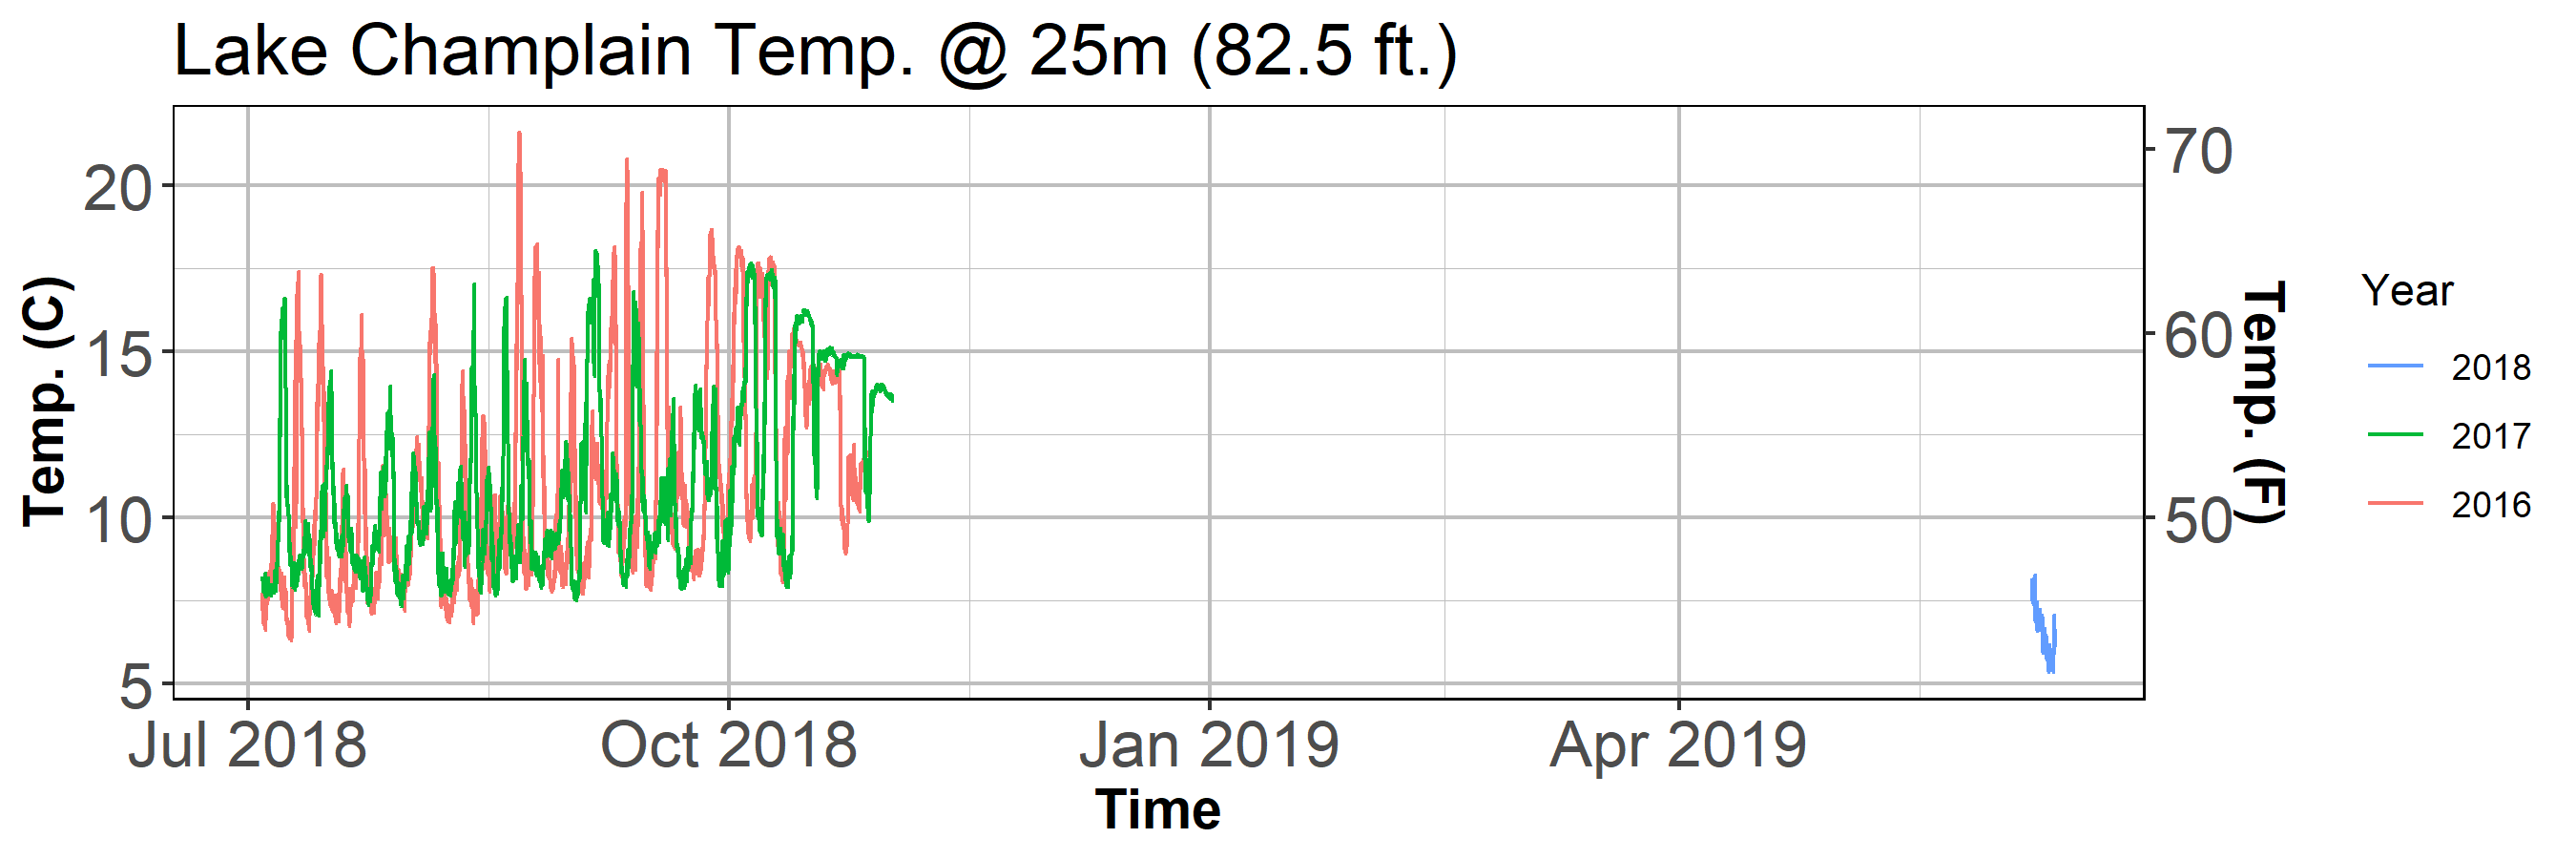 Lake Champlain Temp. @ 25m (82.5 ft.)
Temp. (C)
20
15
10
5
70
60
50
Temp. (F)
Jul 2018
Oct 2018
Jan 2019
Apr 2019
Time
Year
2018
2017
2016